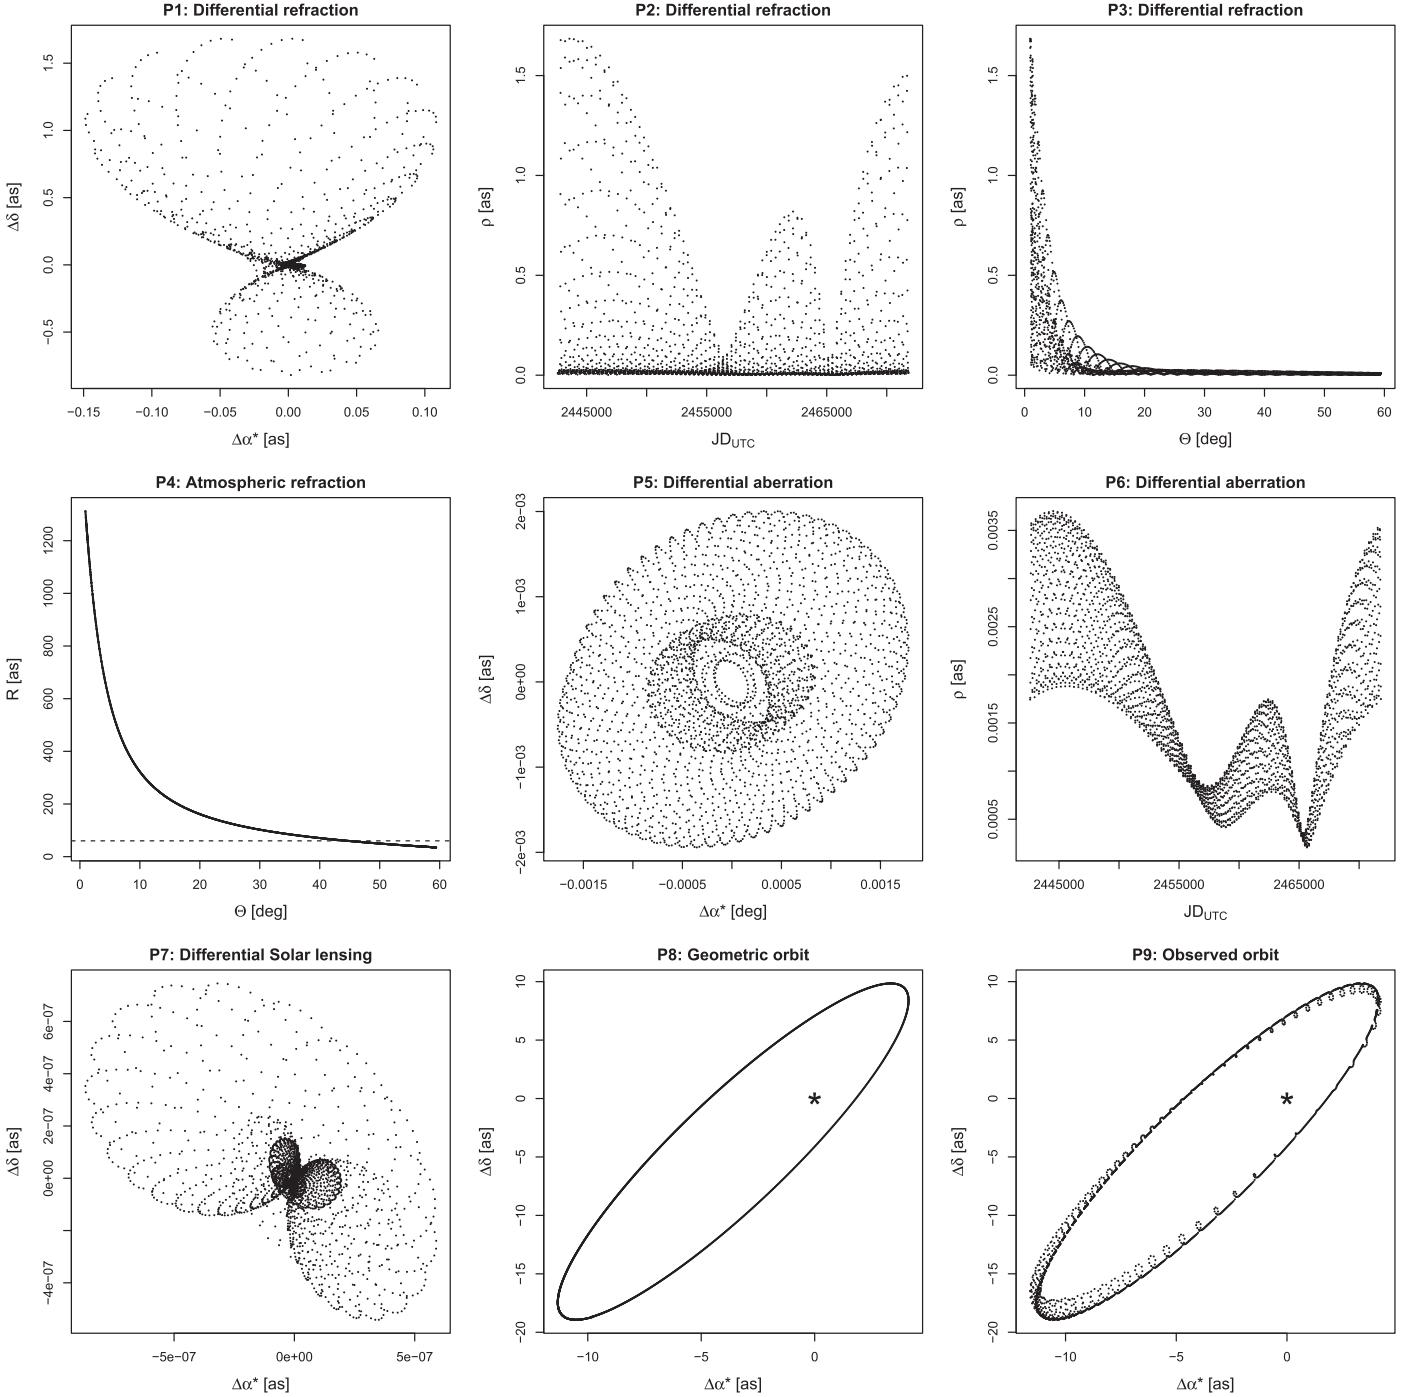 P1: Differential refraction
P2: Differential refraction
P3: Differential refraction
1.5
1.0
0.5
0.0
−0.5
Δδ [as]
−0.15
−0.10
−0.05
0.00
0.05
0.10
Δα* [as]
1.5
1.0
0.5
0.0
ρ [as]
2445000
2455000
2465000
JD_UTC
1.5
1.0
0.5
0.0
ρ [as]
0
10
20
30
40
50
60
Θ [deg]
P4: Atmospheric refraction
P5: Differential aberration
P6: Differential aberration
1200
1000
800
600
400
200
0
R [as]
0
10
20
30
40
50
60
Θ [deg]
2e−03
1e−03
0e+00
−1e−03
−2e−03
Δδ [as]
−0.0015
−0.0005
0.0005
0.0015
Δα* [deg]
0.0035
0.0025
0.0015
0.0005
ρ [as]
2445000
2455000
2465000
JD_UTC
P7: Differential Solar lensing
P8: Geometric orbit
P9: Observed orbit
6e−07
4e−07
2e−07
0e+00
−4e−07
Δδ [as]
−5e−07
0e+00
5e−07
Δα* [as]
10
5
0
−5
−10
−15
−20
Δδ [as]
*
−10
−5
0
Δα* [as]
10
5
0
−5
−10
−15
−20
Δδ [as]
*
−10
−5
0
Δα* [as]